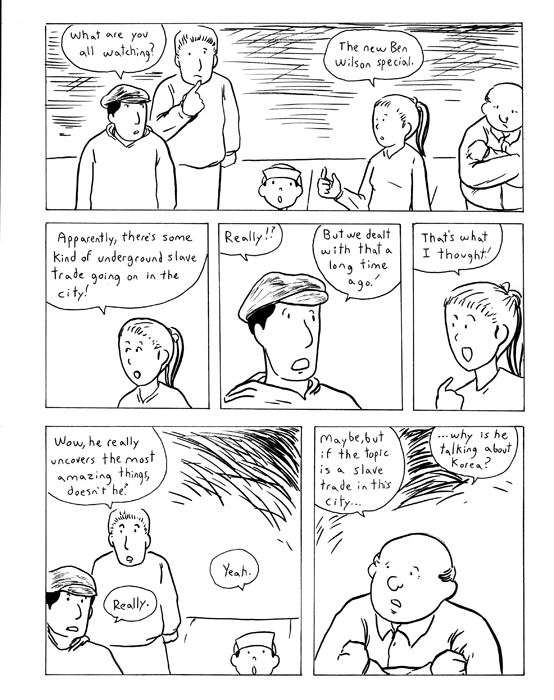 What are you
all watching?
The new Ben
Wilson special.
Apparently, there's some
kind of underground slave
trade going on in the
city!
Really!?
But we dealt
with that a
long time
ago!
That's what
I thought!
Wow, he really
uncovers the most
amazing things,
doesn't he?
Really.
Yeah.
Maybe, but
if the topic
is a slave
trade in this
city...
...why is he
talking about
Korea?